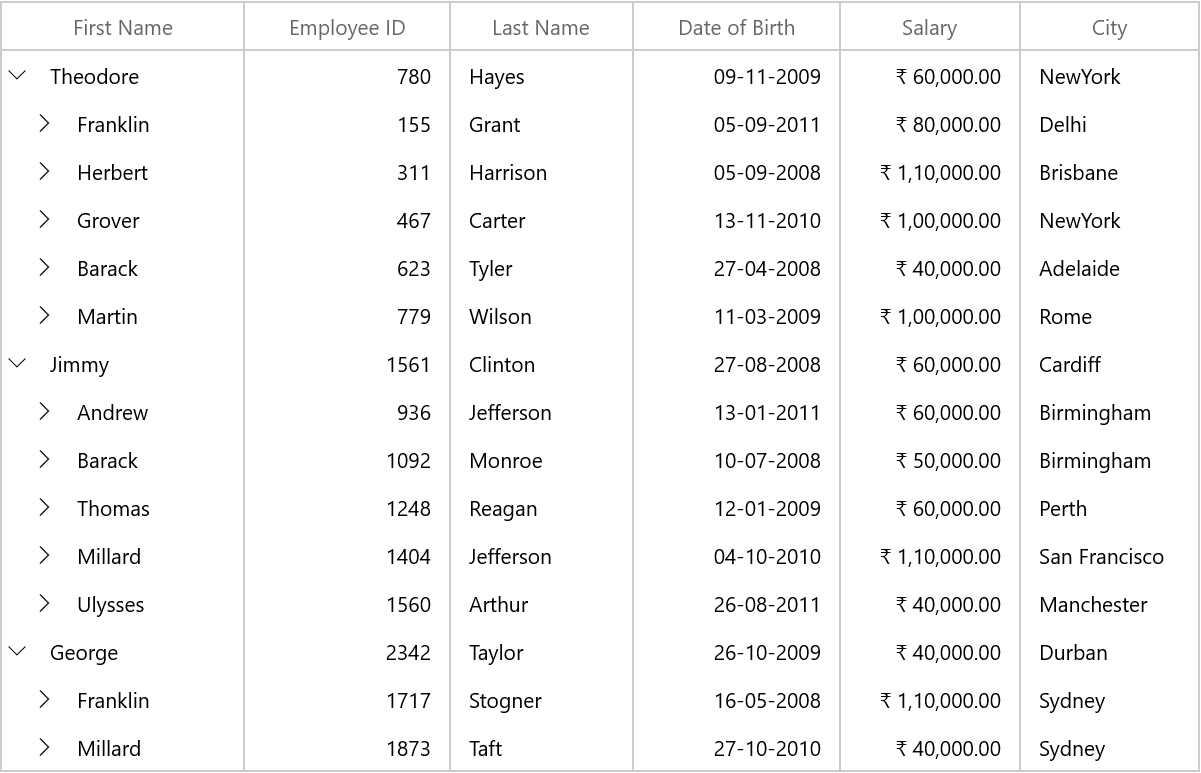 First Name Employee ID Last Name Date of Birth Salary City
Theodore 780 Hayes 09-11-2009 ₹ 60,000.00 NewYork
Franklin 155 Grant 05-09-2011 ₹ 80,000.00 Delhi
Herbert 311 Harrison 05-09-2008 ₹ 1,10,000.00 Brisbane
Grover 467 Carter 13-11-2010 ₹ 1,00,000.00 NewYork
Barack 623 Tyler 27-04-2008 ₹ 40,000.00 Adelaide
Martin 779 Wilson 11-03-2009 ₹ 1,00,000.00 Rome
Jimmy 1561 Clinton 27-08-2008 ₹ 60,000.00 Cardiff
Andrew 936 Jefferson 13-01-2011 ₹ 60,000.00 Birmingham
Barack 1092 Monroe 10-07-2008 ₹ 50,000.00 Birmingham
Thomas 1248 Reagan 12-01-2009 ₹ 60,000.00 Perth
Millard 1404 Jefferson 04-10-2010 ₹ 1,10,000.00 San Francisco
Ulysses 1560 Arthur 26-08-2011 ₹ 40,000.00 Manchester
George 2342 Taylor 26-10-2009 ₹ 40,000.00 Durban
Franklin 1717 Stogner 16-05-2008 ₹ 1,10,000.00 Sydney
Millard 1873 Taft 27-10-2010 ₹ 40,000.00 Sydney